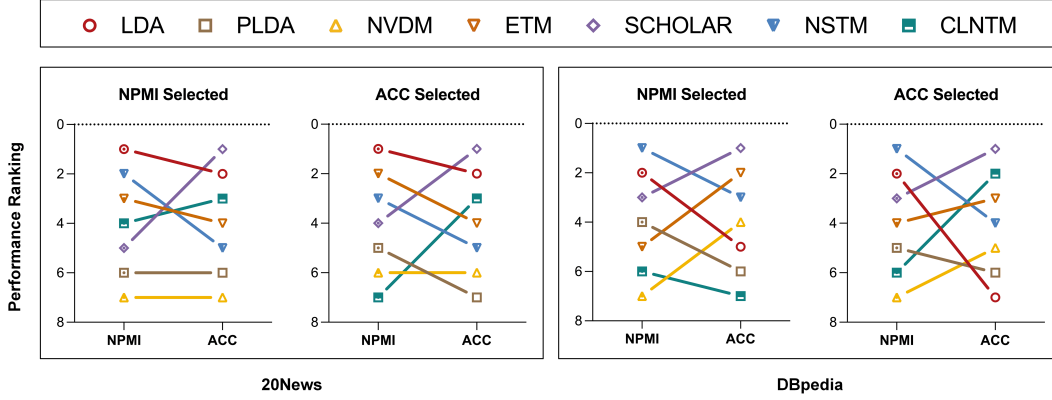 LDA PLDA NVDM ETM SCHOLAR NSTM CLNTM
Performance Ranking
NPMI Selected
0
2
4
6
8
NPMI ACC
ACC Selected
0
2
4
6
8
NPMI ACC
20News
NPMI Selected
0
2
4
6
8
NPMI ACC
ACC Selected
0
2
4
6
8
NPMI ACC
DBpedia